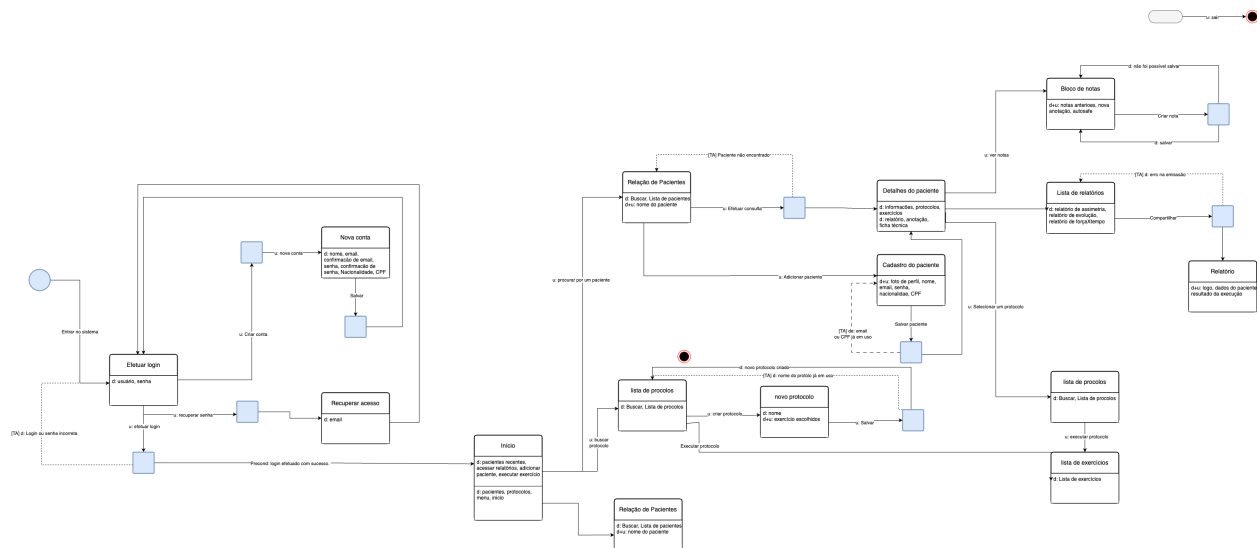 u: sair
d: não foi possível salvar
Bloco de notas
d+u: notas anterioes, nova
anotação, autosafe
Criar nota
d: salvar
u: ver notas
[TA] Paciente não encontrado
Relação de Pacientes
d: Buscar, Lista de pacientes
d+u: nome do paciente
u: Efetuar consulta
Detalhes do paciente
d: informações, protocolos,
exercícios
d: relatório, anotação,
ficha técnica
[TA] d: erro na emissão
Lista de relatórios
d: relatório de assimetria,
relatório de evolução,
relatório de forçaXtempo
Compartilhar
Relatório
d+u: logo, dados do paciente
resultado da execução
Nova conta
d: nome, email,
confirmacão de email,
senha, confirmacão de
senha, Nacionalidade, CPF
u: nova conta
Salvar
u: Criar conta
Entrar no sistema
u: procurar por um paciente
u: Adicionar paciente
Cadastro do paciente
d+u: foto de perfil, nome,
email, senha,
nacionalidae, CPF
Salvar paciente
[TA] de: email
ou CPF já em uso
u: Selecionar um protocolo
Efetuar login
d: usuário, senha
u: recuperar senha
u: efetuar login
[TA] d: Login ou senha incorreta
Recuperar acesso
d: email
Precond: login efetuado com sucesso.
d: novo protocolo criado
[TA] d: nome do protolo já em uso
lista de procolos
d: Buscar, Lista de procolos
u: criar protocolo
novo protocolo
d: nome
d+u: exercício escolhidos
u: Salvar
u: buscar
protocolo
Executar protocolo
lista de procolos
d: Buscar, Lista de procolos
u: executar protocolo
lista de exercícios
d: Lista de exercícios
Início
d: pacientes recentes,
acessar relatórios, adicionar
paciente, executar exercício
d: pacientes, protocolos,
menu, inicio
Relação de Pacientes
d: Buscar, Lista de pacientes
d+u: nome do paciente